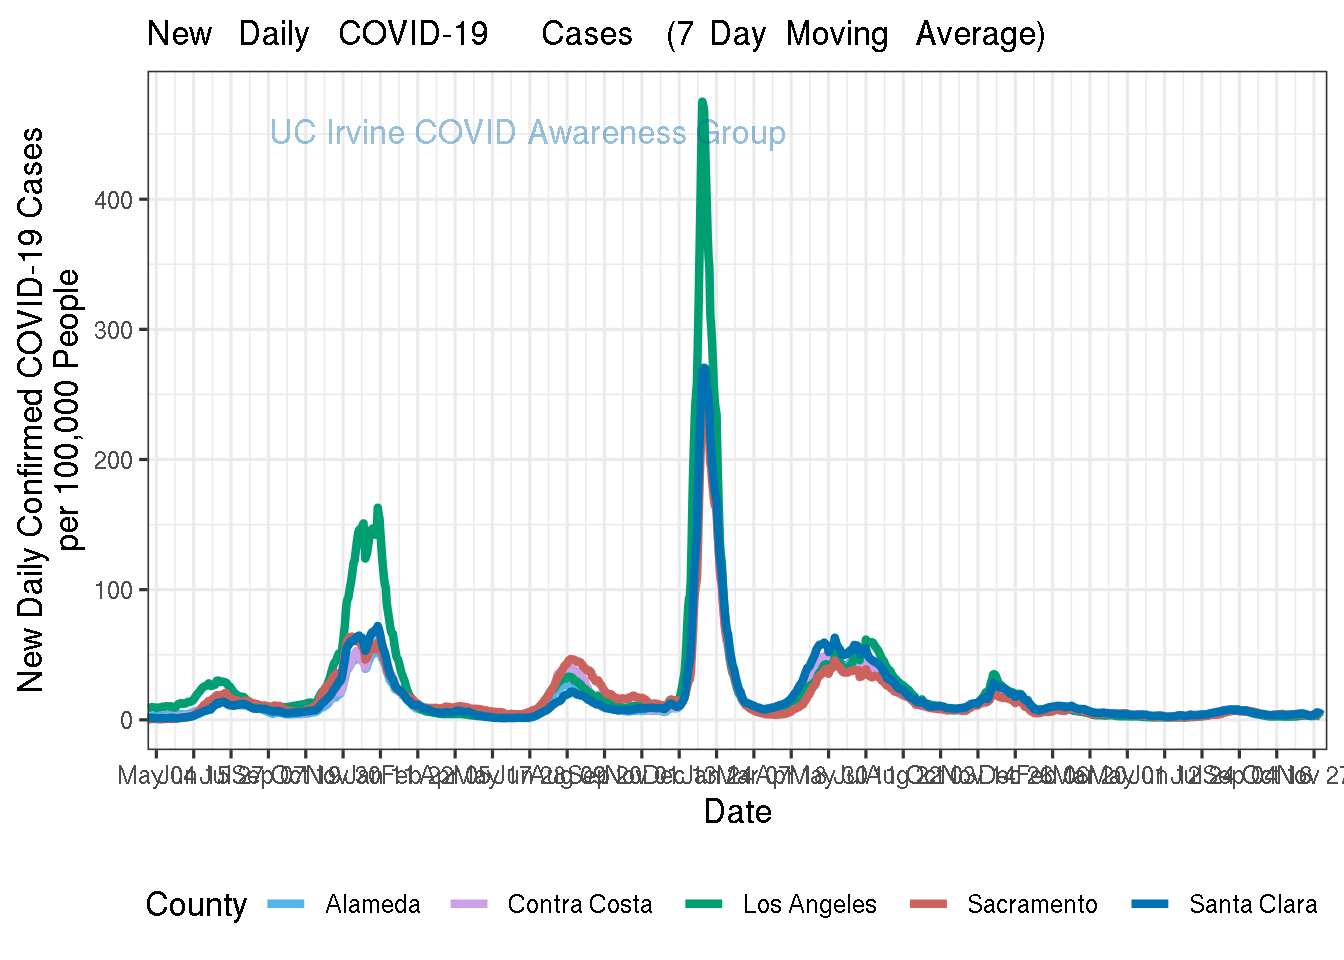 New Daily COVID-19 Cases (7 Day Moving Average)
UC Irvine COVID Awareness Group
New Daily Confirmed COVID-19 Cases
per 100,000 People
400
300
200
100
0
Date
County
Alameda
Contra Costa
Los Angeles
Sacramento
Santa Clara